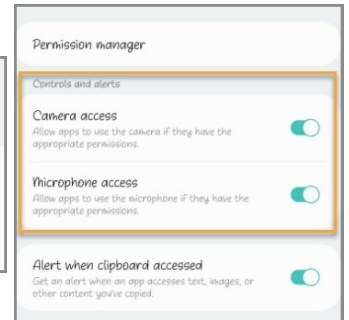 Permission manager
Controls and alerts
Camera access
Allow apps to use the camera if they have the
appropriate permissions.
Microphone access
Allow apps to use the microphone if they have the
appropriate permissions.
Alert when clipboard accessed
Get an alert when an app accesses text, images, or
other content you've copied.